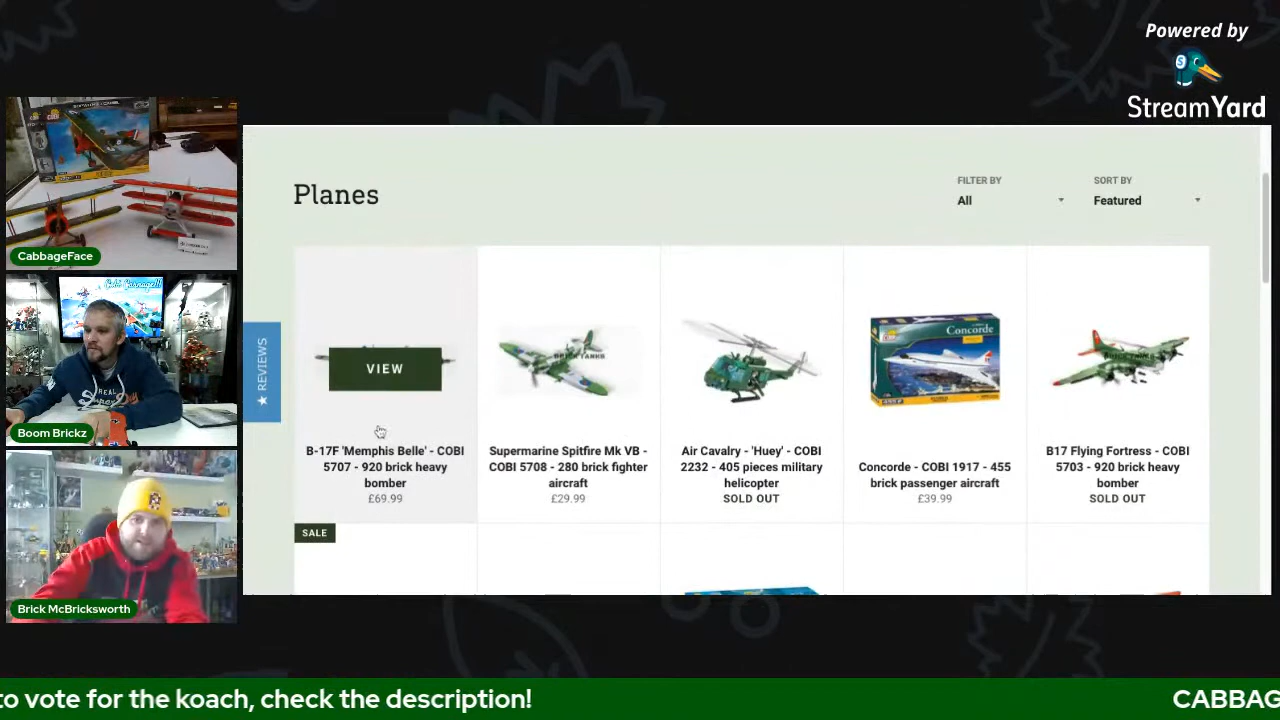 Powered by
StreamYard
CabbageFace
Boom Brickz
Brick McBricksworth
Planes
FILTER BY
All
SORT BY
Featured
★ REVIEWS
VIEW
BRICK TANKS
Concorde
BRICK TANKS
B-17F 'Memphis Belle' - COBI
5707 - 920 brick heavy
bomber
£69.99
Supermarine Spitfire Mk VB -
COBI 5708 - 280 brick fighter
aircraft
£29.99
Air Cavalry - 'Huey' - COBI
2232 - 405 pieces military
helicopter
SOLD OUT
Concorde - COBI 1917 - 455
brick passenger aircraft
£39.99
B17 Flying Fortress - COBI
5703 - 920 brick heavy
bomber
SOLD OUT
SALE
to vote for the koach, check the description!
CABBAG